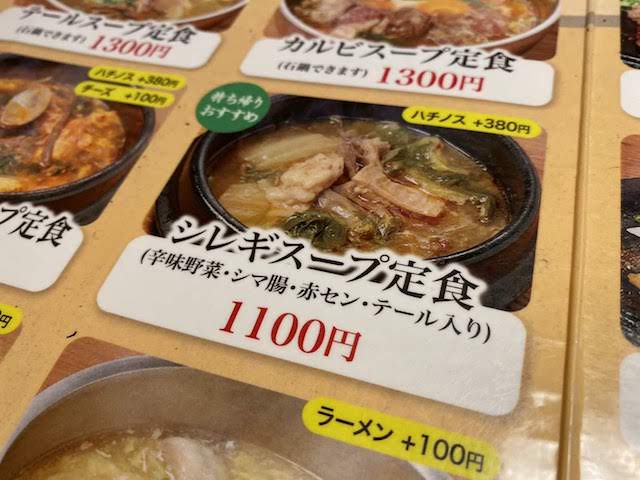 テールスープ定食
(石鍋できます) 1300円
カルビスープ定食
(石鍋できます) 1300円
ハチノス +380円
チーズ +100円
持ち帰り
おすすめ
ハチノス +380円
プ定食
シレギスープ定食
(辛味野菜・シマ腸・赤セン・テール入り)
1100円
円
ラーメン +100円